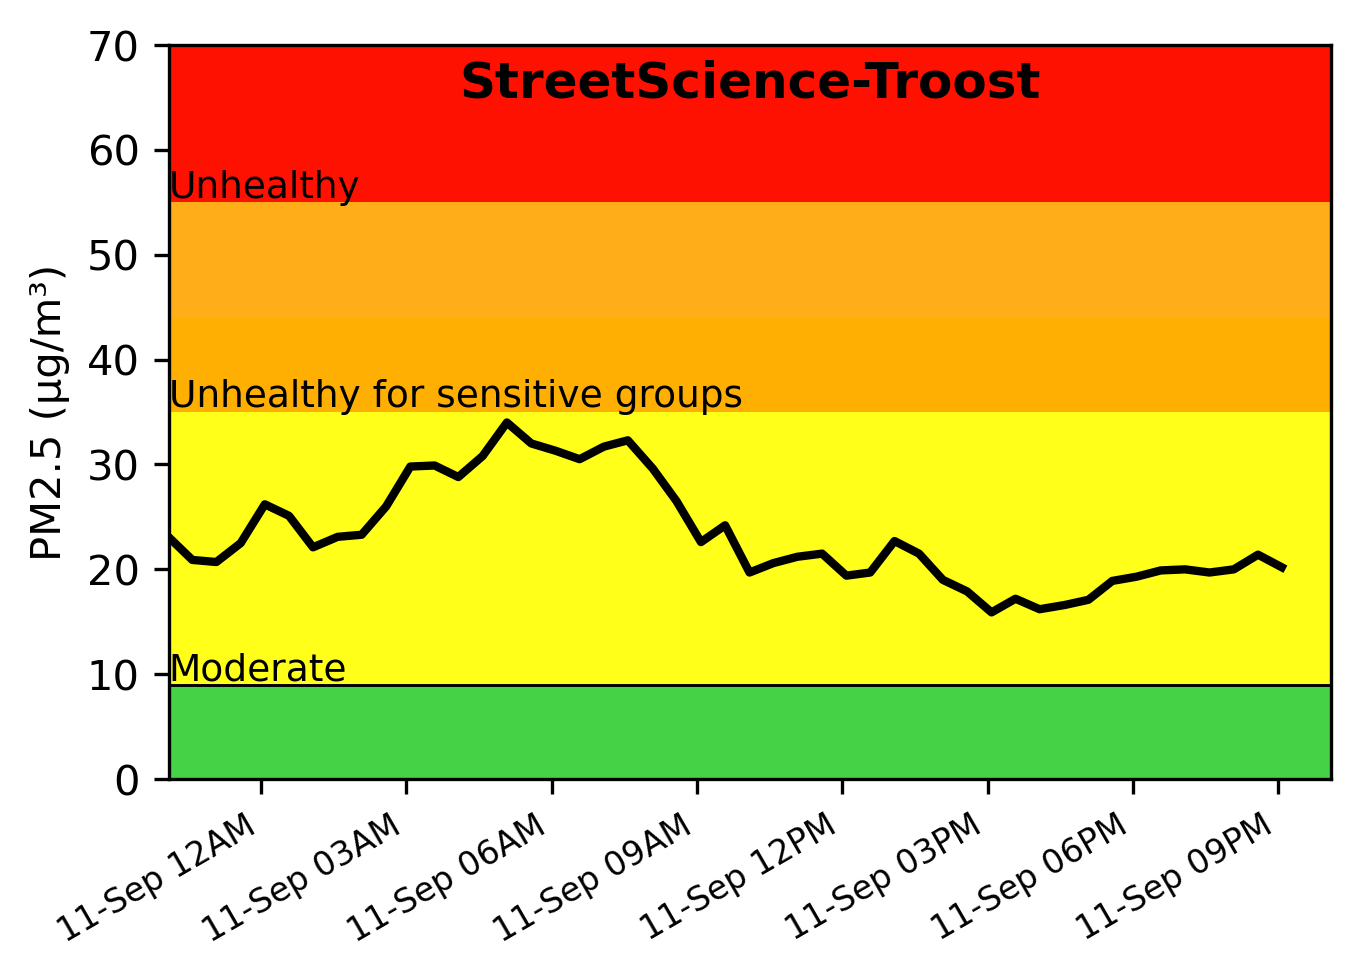 StreetScience-Troost
70
60
Unhealthy
50
40
Unhealthy for sensitive groups
30
20
10
Moderate
0
PM2.5 (µg/m³)
11-Sep 12AM
11-Sep 03AM
11-Sep 06AM
11-Sep 09AM
11-Sep 12PM
11-Sep 03PM
11-Sep 06PM
11-Sep 09PM